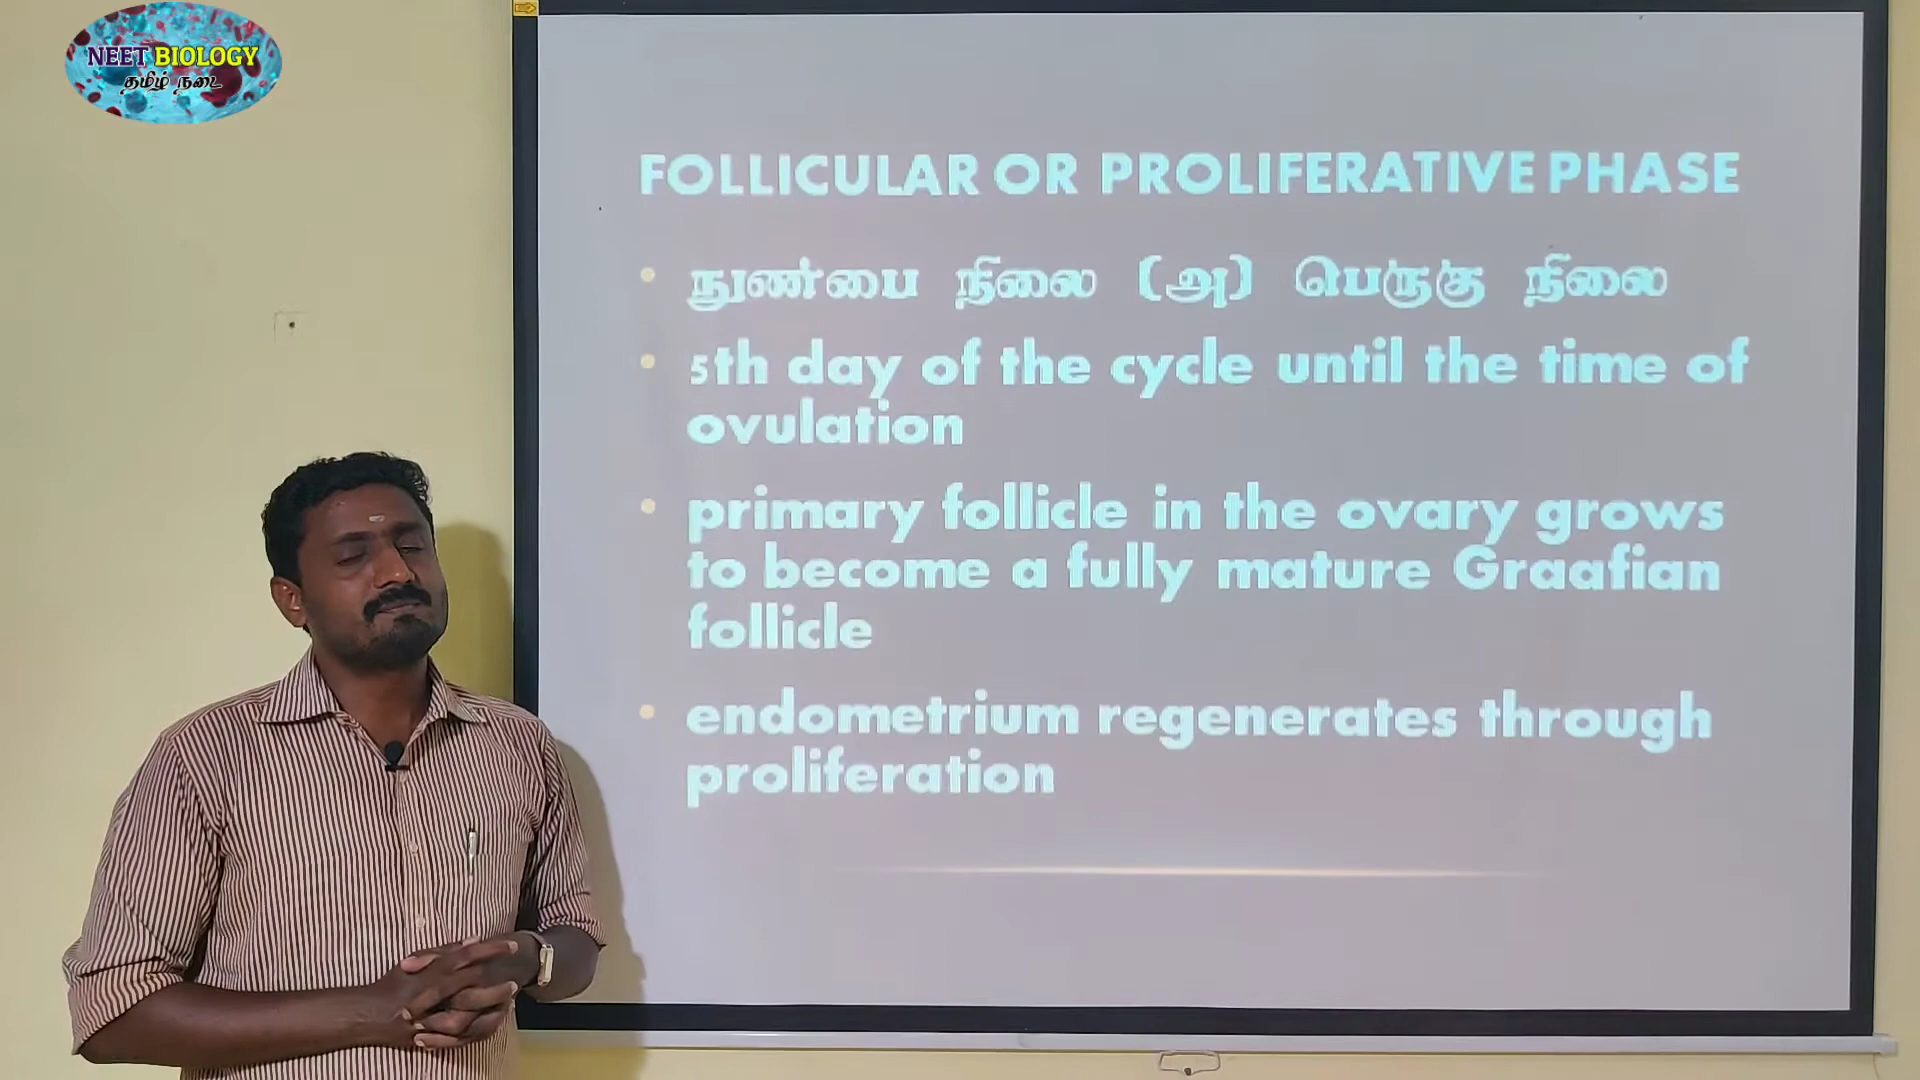 NEET BIOLOGY
தமிழ் நடை
FOLLICULAR OR PROLIFERATIVE PHASE
நுண்பை நிலை (அ) பெருகு நிலை
5th day of the cycle until the time of
ovulation
primary follicle in the ovary grows
to become a fully mature Graafian
follicle
endometrium regenerates through
proliferation